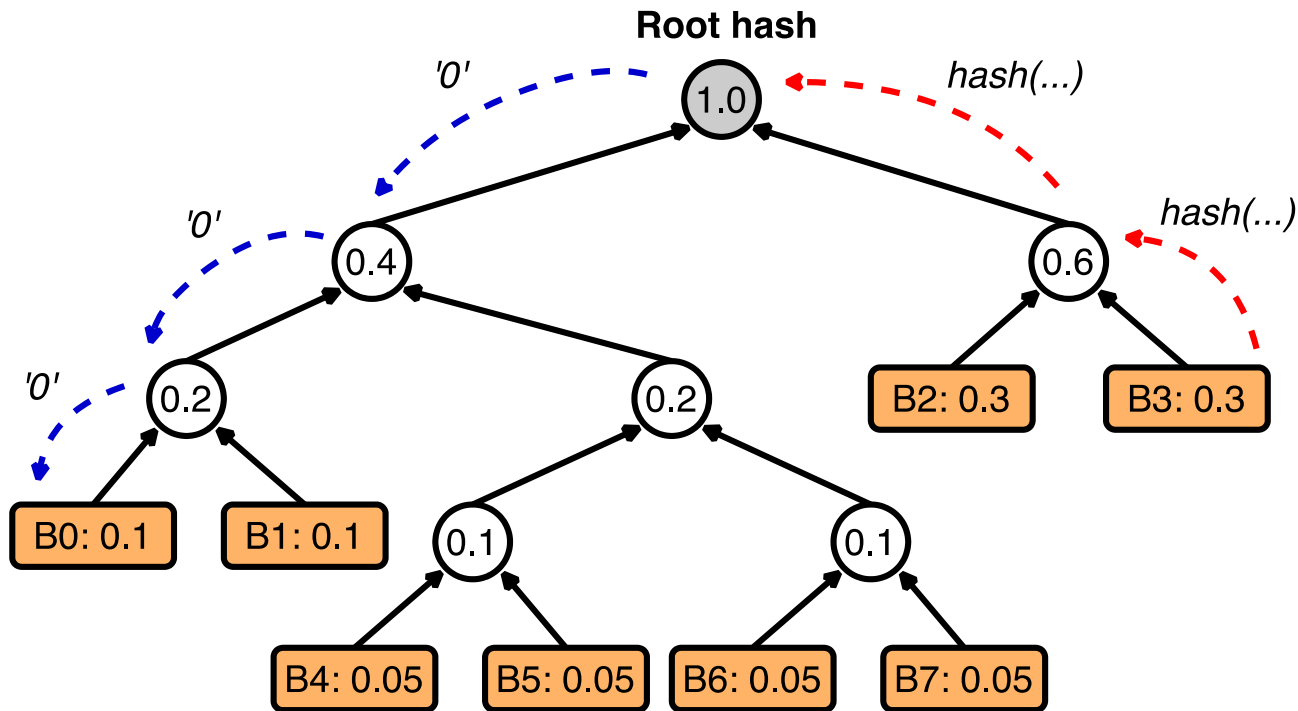 Root hash
'0'
hash(...)
1.0
'0'
hash(...)
0.4
0.6
'0'
0.2
0.2
B2: 0.3
B3: 0.3
B0: 0.1
B1: 0.1
0.1
0.1
B4: 0.05
B5: 0.05
B6: 0.05
B7: 0.05